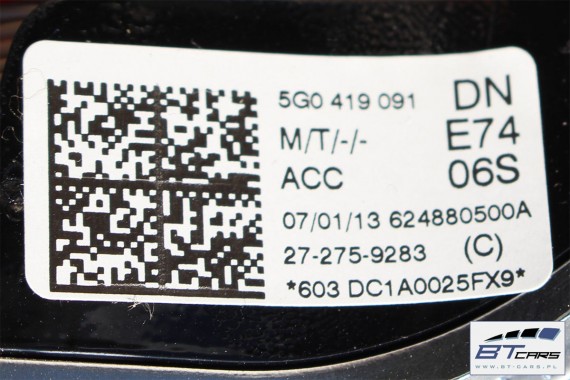 5G0 419 091 DN
M/T/-/- E74
ACC 06S
07/01/13 624880500A
27-275-9283 (C)
*603 DC1A0025FX9*
BTCARS
WWW.BT-CARS.PL